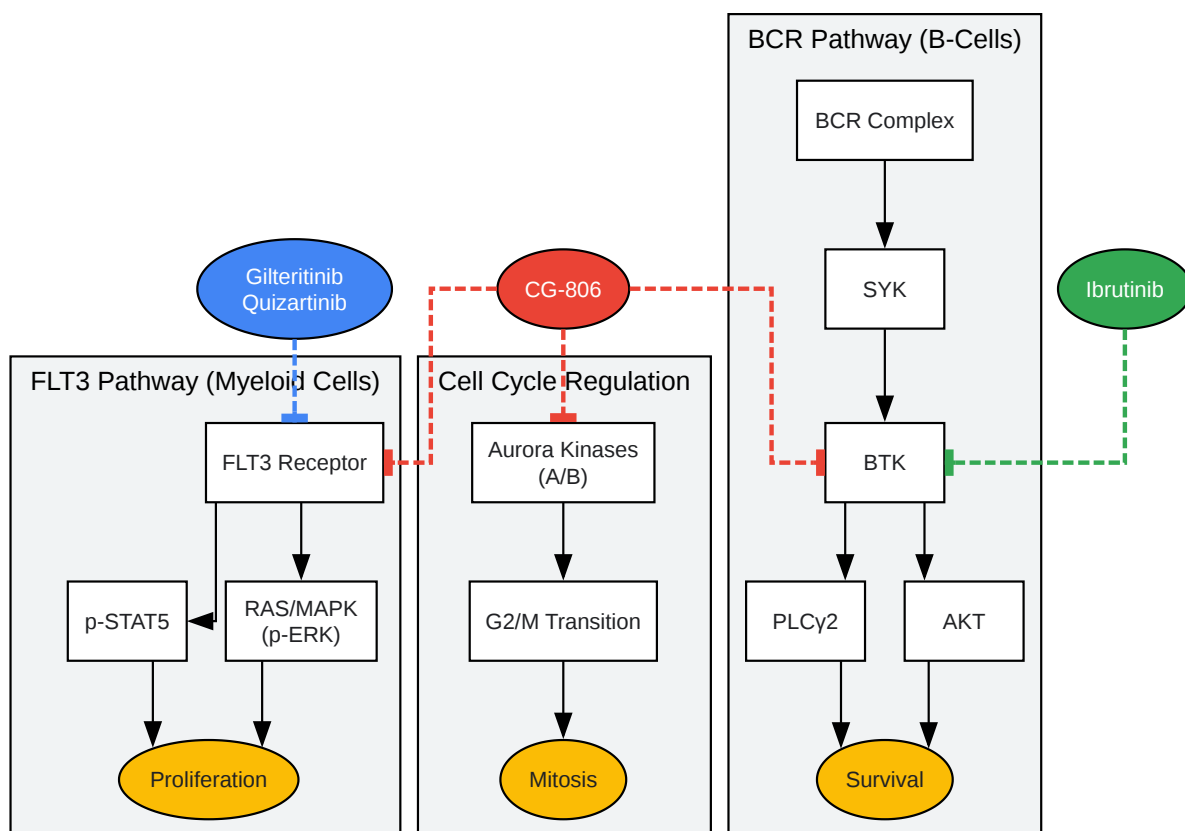 BCR Pathway (B-Cells)
BCR Complex
Gilteritinib
Quizartinib
CG-806
SYK
Ibrutinib
FLT3 Pathway (Myeloid Cells)
Cell Cycle Regulation
FLT3 Receptor
Aurora Kinases
(A/B)
BTK
p-STAT5
RAS/MAPK
(p-ERK)
G2/M Transition
PLCγ2
AKT
Proliferation
Mitosis
Survival